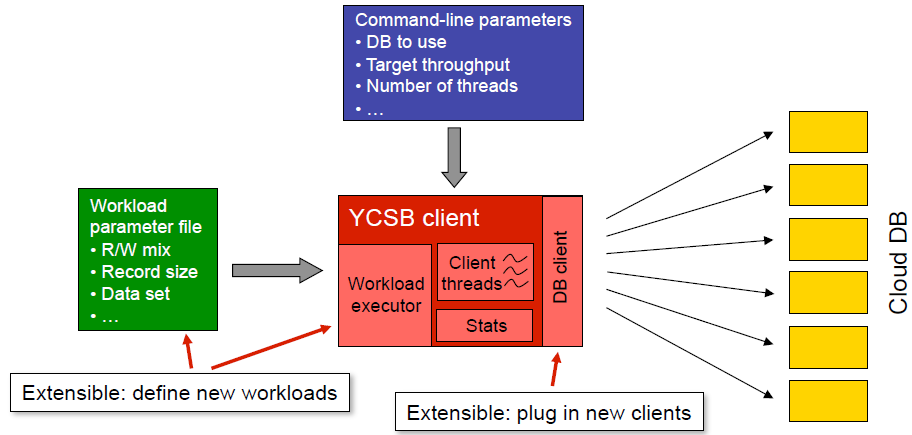 Command-line parameters
• DB to use
• Target throughput
• Number of threads
• …
Workload
parameter file
• R/W mix
• Record size
• Data set
• …
YCSB client
Workload
executor
Client
threads
Stats
DB client
Cloud DB
Extensible: define new workloads
Extensible: plug in new clients